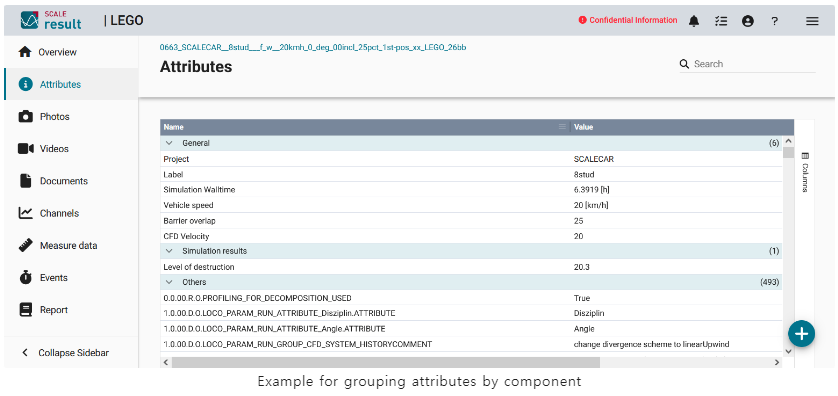 SCALE
result
| LEGO
Confidential Information
?
Overview
Attributes
Photos
Videos
Documents
Channels
Measure data
Events
Report
Collapse Sidebar
0663_SCALECAR__8stud___f_w__20kmh_0_deg_00incl_25pct_1st-pos_xx_LEGO_26bb
Attributes
Search
Name Value
General (6)
Project SCALECAR
Label 8stud
Simulation Walltime 6.3919 [h]
Vehicle speed 20 [km/h]
Barrier overlap 25
CFD Velocity 20
Simulation results (1)
Level of destruction 20.3
Others (493)
0.0.00.R.O.PROFILING_FOR_DECOMPOSITION_USED True
1.0.00.D.O.LOCO_PARAM_RUN_ATTRIBUTE_Disziplin.ATTRIBUTE Disziplin
1.0.00.D.O.LOCO_PARAM_RUN_ATTRIBUTE_Angle.ATTRIBUTE Angle
1.0.00.D.O.LOCO_PARAM_RUN_GROUP_CFD_SYSTEM_HISTORYCOMMENT change divergence scheme to linearUpwind
Columns
Example for grouping attributes by component